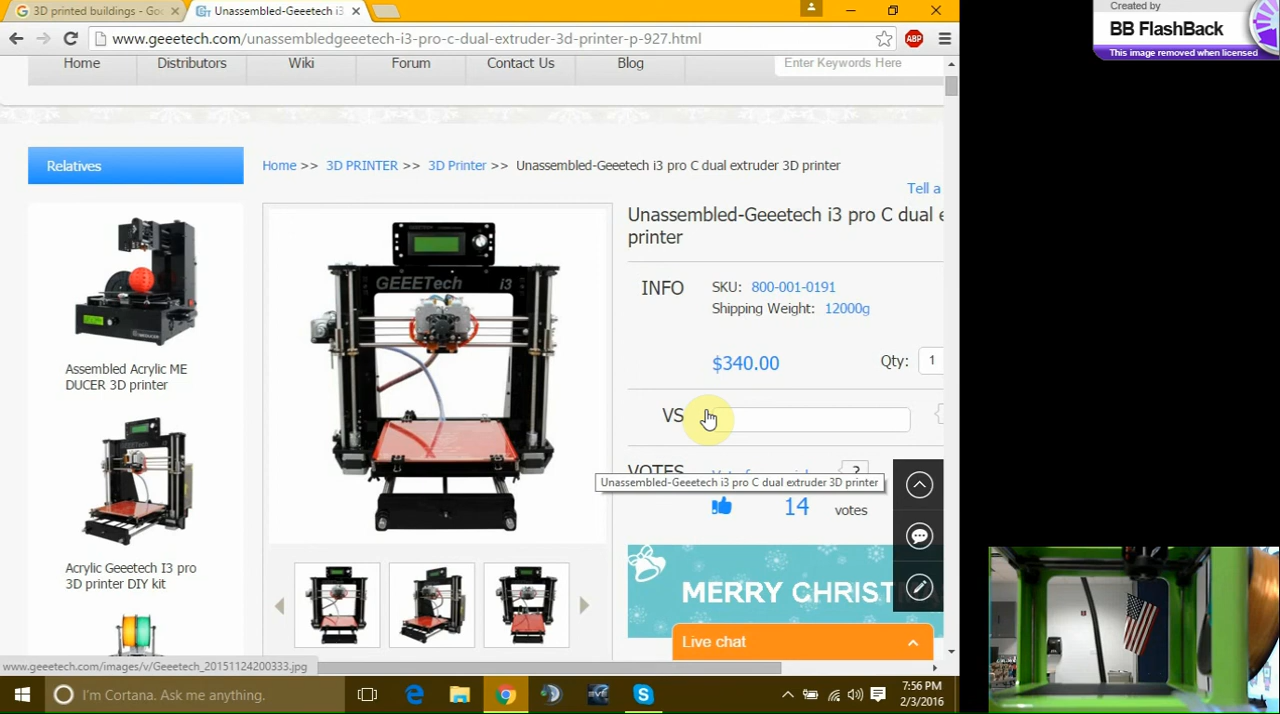 3D printed buildings - Goo
Unassembled-Geeetech i3
www.geeetech.com/unassembledgeeetech-i3-pro-c-dual-extruder-3d-printer-p-927.html
ABP
Created by
BB FlashBack
This image removed when licensed
Home
Distributors
Wiki
Forum
Contact Us
Blog
Enter Keywords Here
Relatives
Home >> 3D PRINTER >> 3D Printer >> Unassembled-Geeetech i3 pro C dual extruder 3D printer
Tell a
Unassembled-Geeetech i3 pro C dual e
printer
GEEETech i3
INFO
SKU: 800-001-0191
Shipping Weight: 12000g
$340.00
Qty: 1
Assembled Acrylic ME
DUCER 3D printer
VS
VOTES
?
Unassembled-Geeetech i3 pro C dual extruder 3D printer
14 votes
Acrylic Geeetech I3 pro
3D printer DIY kit
MERRY CHRISTI
Live chat
www.geeetech.com/images/v/Geeetech_20151124200333.jpg
I'm Cortana. Ask me anything.
7:56 PM
2/3/2016